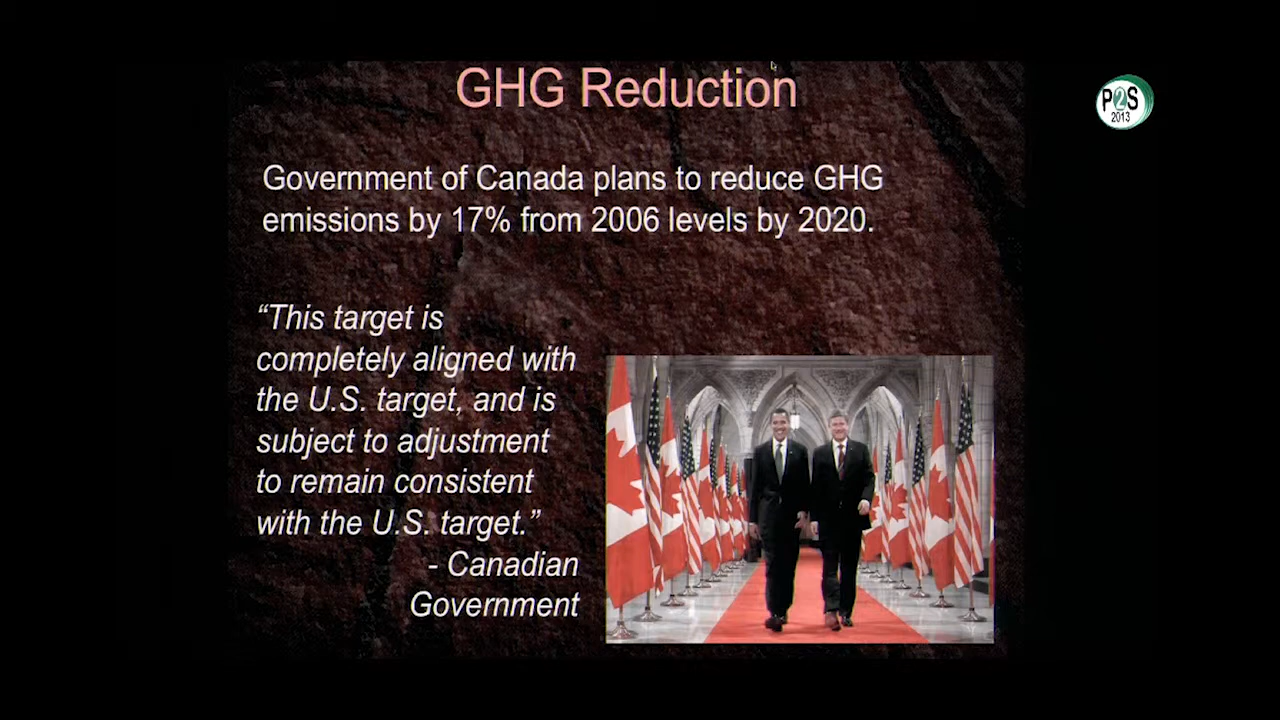 GHG Reduction
P2S
2013
Government of Canada plans to reduce GHG
emissions by 17% from 2006 levels by 2020.
“This target is
completely aligned with
the U.S. target, and is
subject to adjustment
to remain consistent
with the U.S. target.”
- Canadian
Government